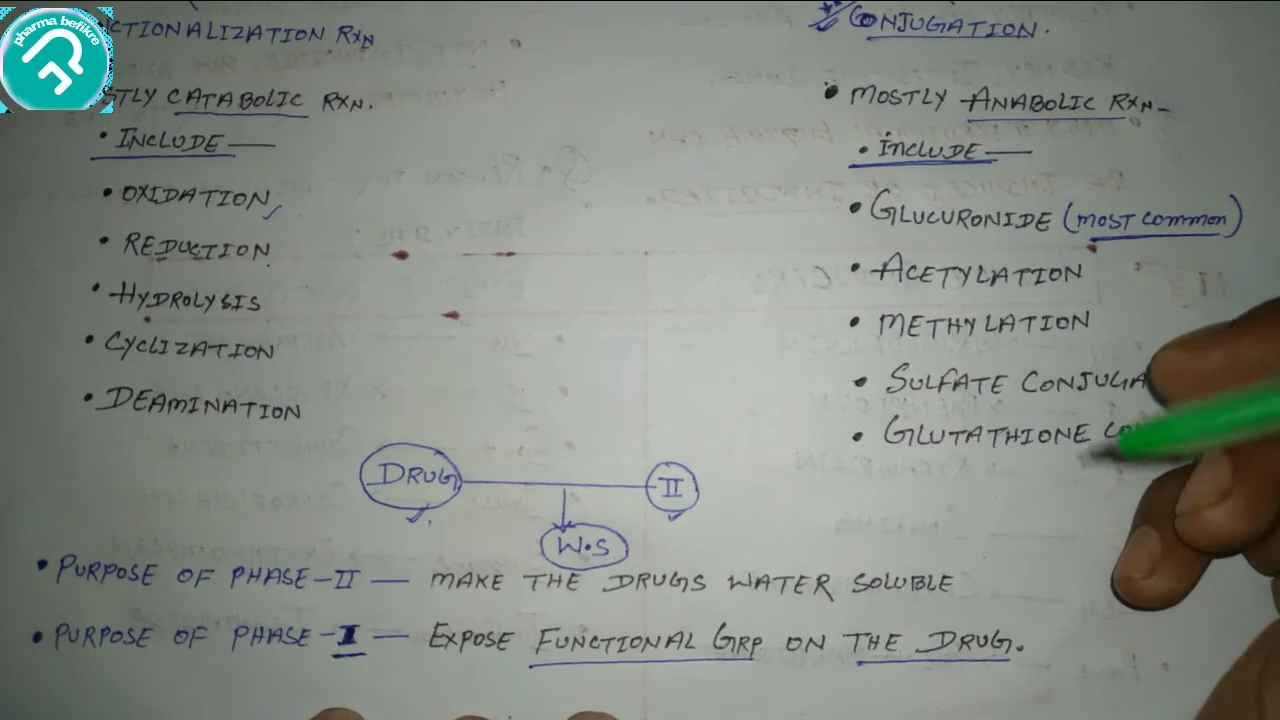 pharma befikre
CTIONALIZATION RXN
STLY CATABOLIC RXN.
• INCLUDE —
• OXIDATION
• REDUCTION
• HYDROLYSIS
• CYCLIZATION
• DEAMINATION
CONJUGATION.
• MOSTLY ANABOLIC RXN-
• INCLUDE —
• GLUCURONIDE (MOST COMMON)
• ACETYLATION
• METHYLATION
• SULFATE CONJUGA
• GLUTATHIONE CO
DRUG II
W.S
• PURPOSE OF PHASE-II — MAKE THE DRUGS WATER SOLUBLE
• PURPOSE OF PHASE-I — EXPOSE FUNCTIONAL GRP ON THE DRUG.